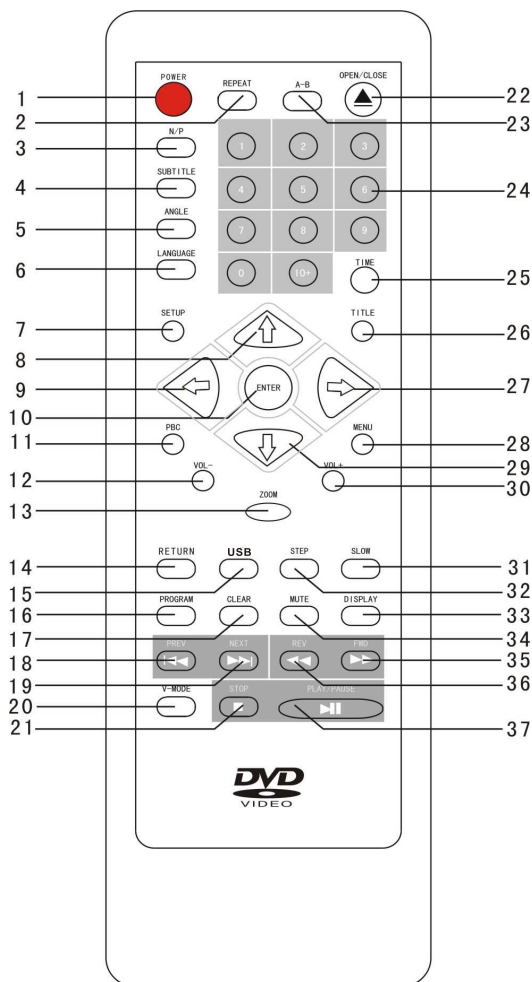 POWER
REPEAT
A-B
OPEN/CLOSE
1
2
22
23
N/P
3
1 2 3
SUBTITLE
4
4 5 6
24
ANGLE
5
7 8 9
LANGUAGE
6
0 10+
TIME
25
SETUP
7
TITLE
26
8
9
27
ENTER
10
PBC
11
MENU
28
29
VOL-
12
VOL+
30
ZOOM
13
RETURN
USB
STEP
SLOW
14
31
15
32
PROGRAM
CLEAR
MUTE
DISPLAY
16
33
17
34
PREV
NEXT
REV
FWD
18
35
19
36
V-MODE
STOP
PLAY/PAUSE
20
21
37
DVD
VIDEO